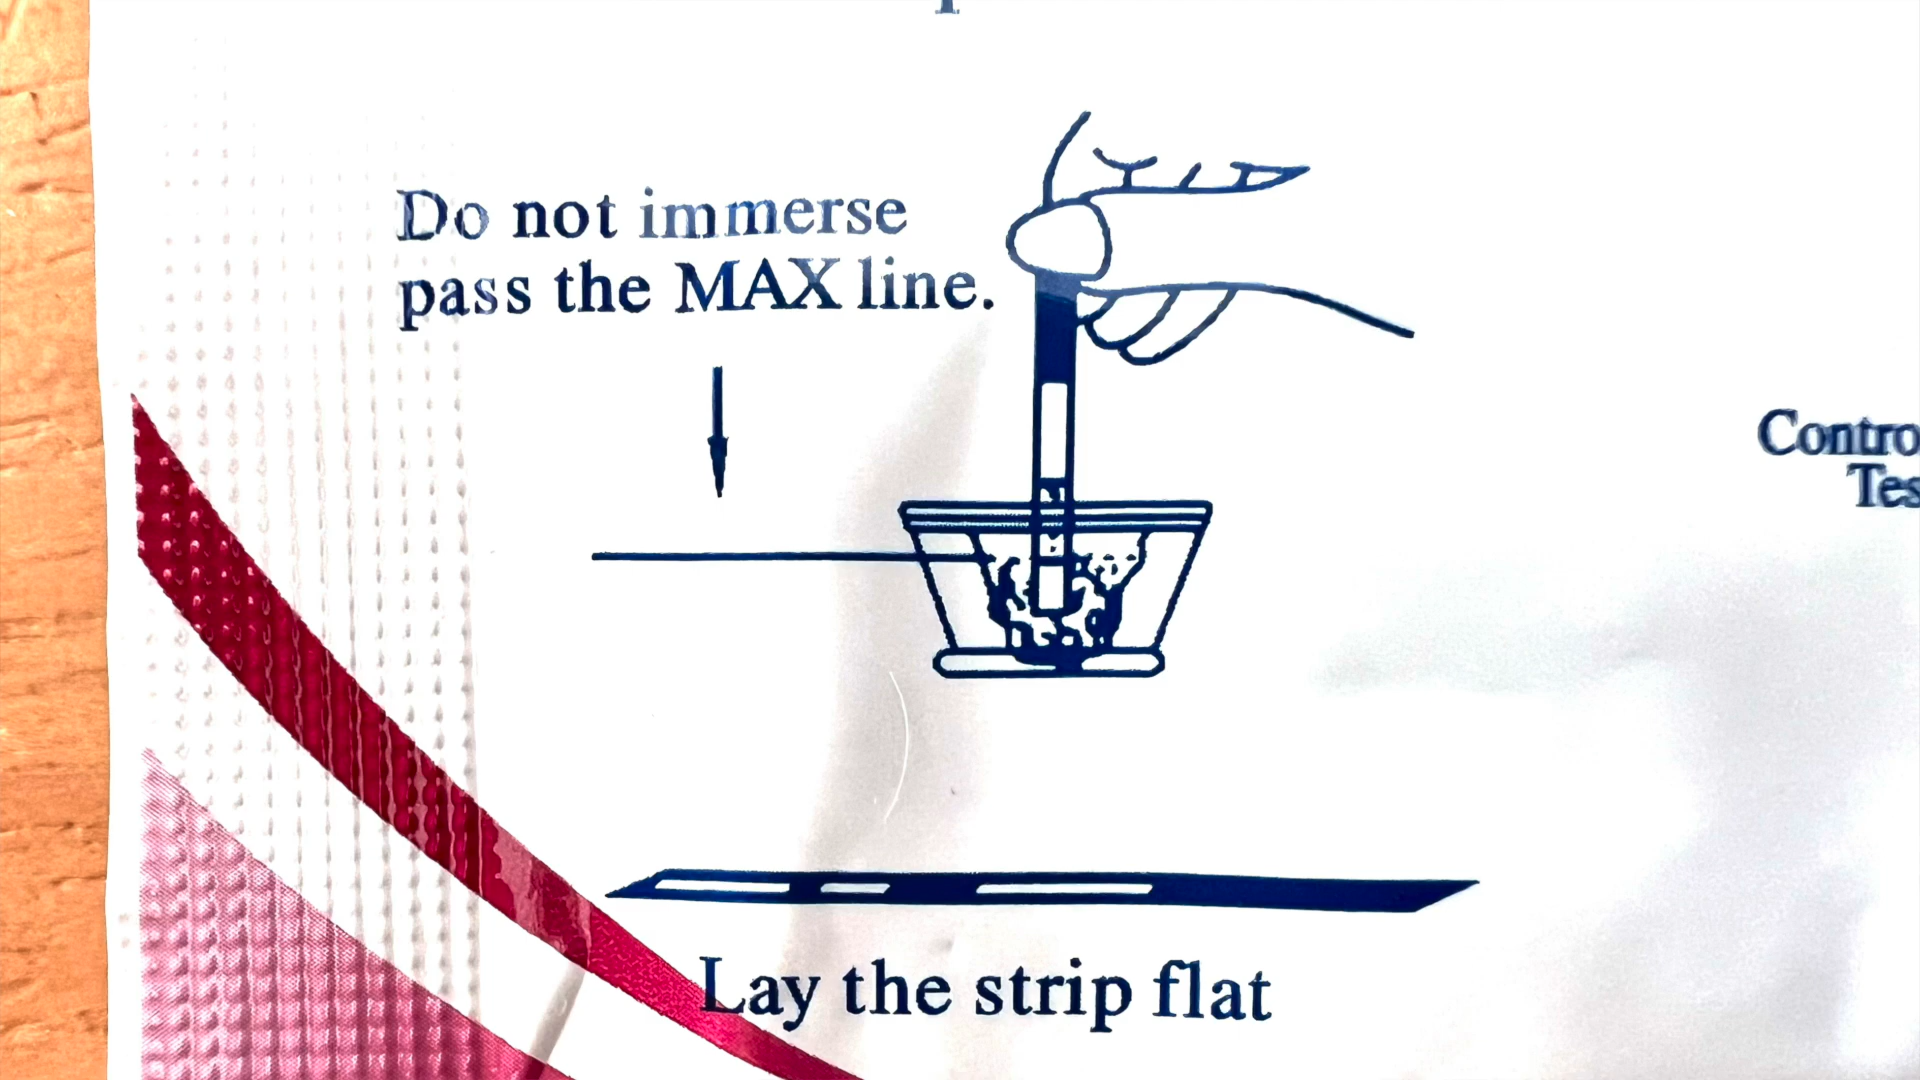 Do not immerse
pass the MAX line.
Lay the strip flat